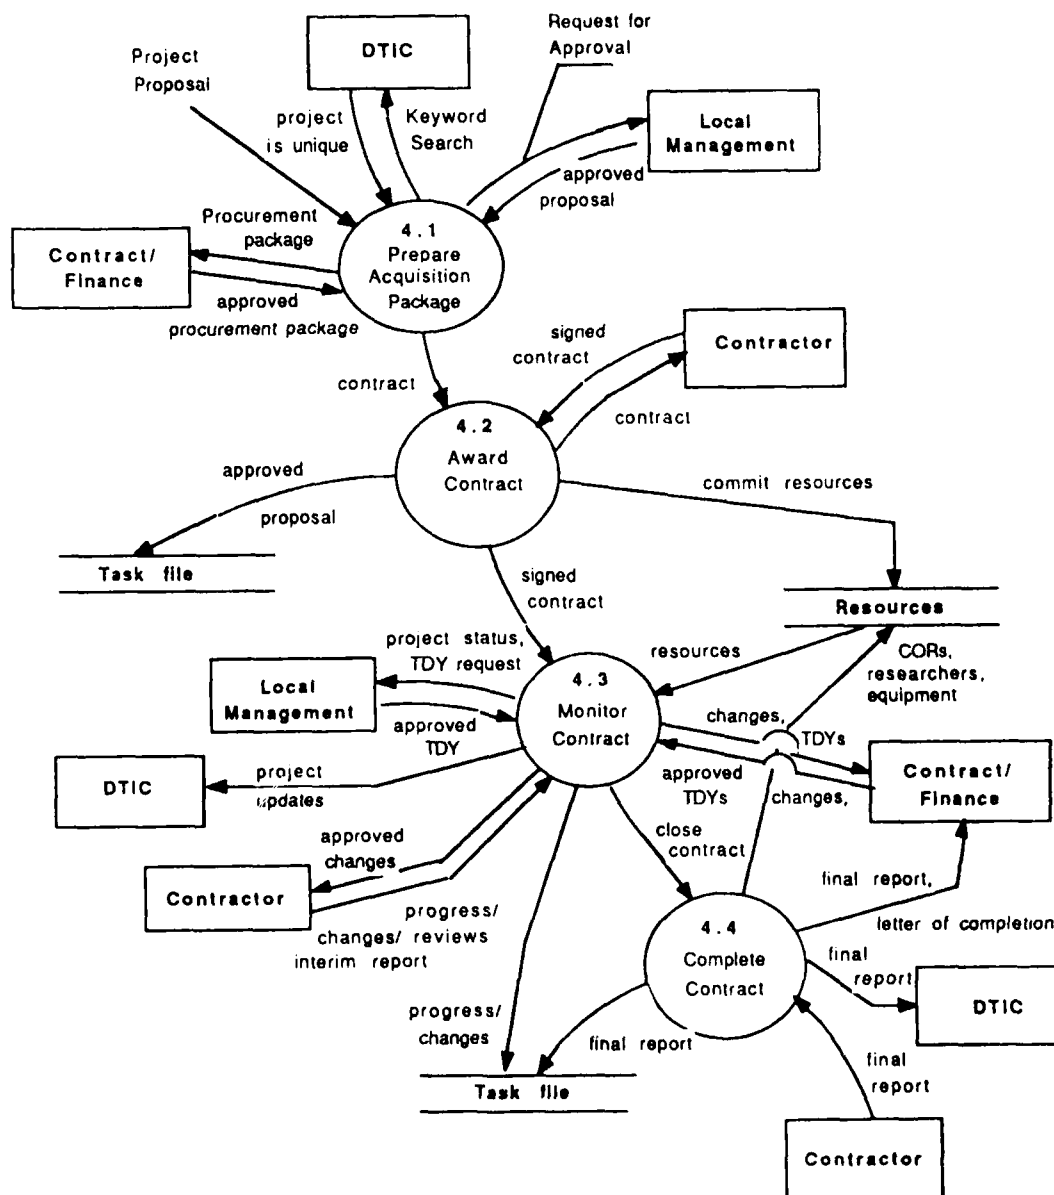 Request for
Approval
Project
Proposal
DTIC
project
is unique
Keyword
Search
Local
Management
approved
proposal
Procurement
package
Contract/
Finance
approved
procurement package
4.1
Prepare
Acquisition
Package
signed
contract
Contractor
contract
contract
4.2
Award
Contract
approved
proposal
commit resources
Task file
signed
contract
Resources
project status,
TDY request
resources
CORs,
researchers,
equipment
Local
Management
approved
TDY
4.3
Monitor
Contract
changes,
TDYs
approved
TDYs
changes,
Contract/
Finance
DTIC
project
updates
approved
changes
close
contract
Contractor
progress/
changes/ reviews
interim report
final report,
letter of completion
4.4
Complete
Contract
final
report
DTIC
progress/
changes
final report
Task file
final
report
Contractor